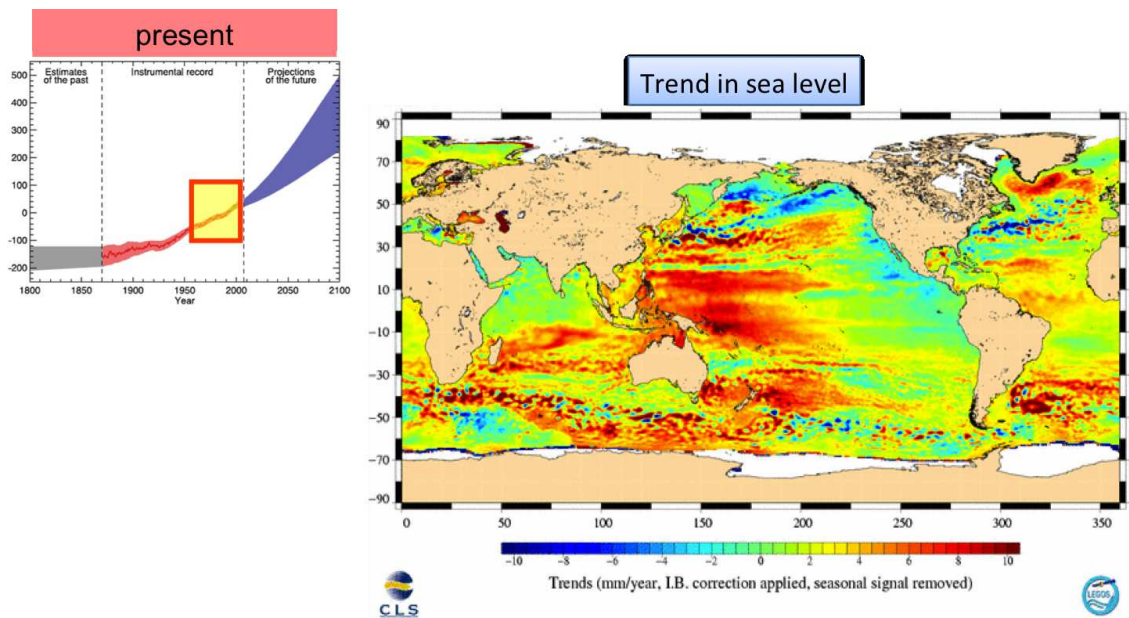 present
Estimates
of the past
Instrumental record
Projections
of the future
500
400
300
200
100
0
-100
-200
1800 1850 1900 1950 2000 2050 2100
Year
Trend in sea level
90
70
50
30
10
-10
-30
-50
-70
-90
0 50 100 150 200 250 300 350
-10 -8 -6 -4 -2 0 2 4 6 8 10
Trends (mm/year, I.B. correction applied, seasonal signal removed)
CLS
LEGOS